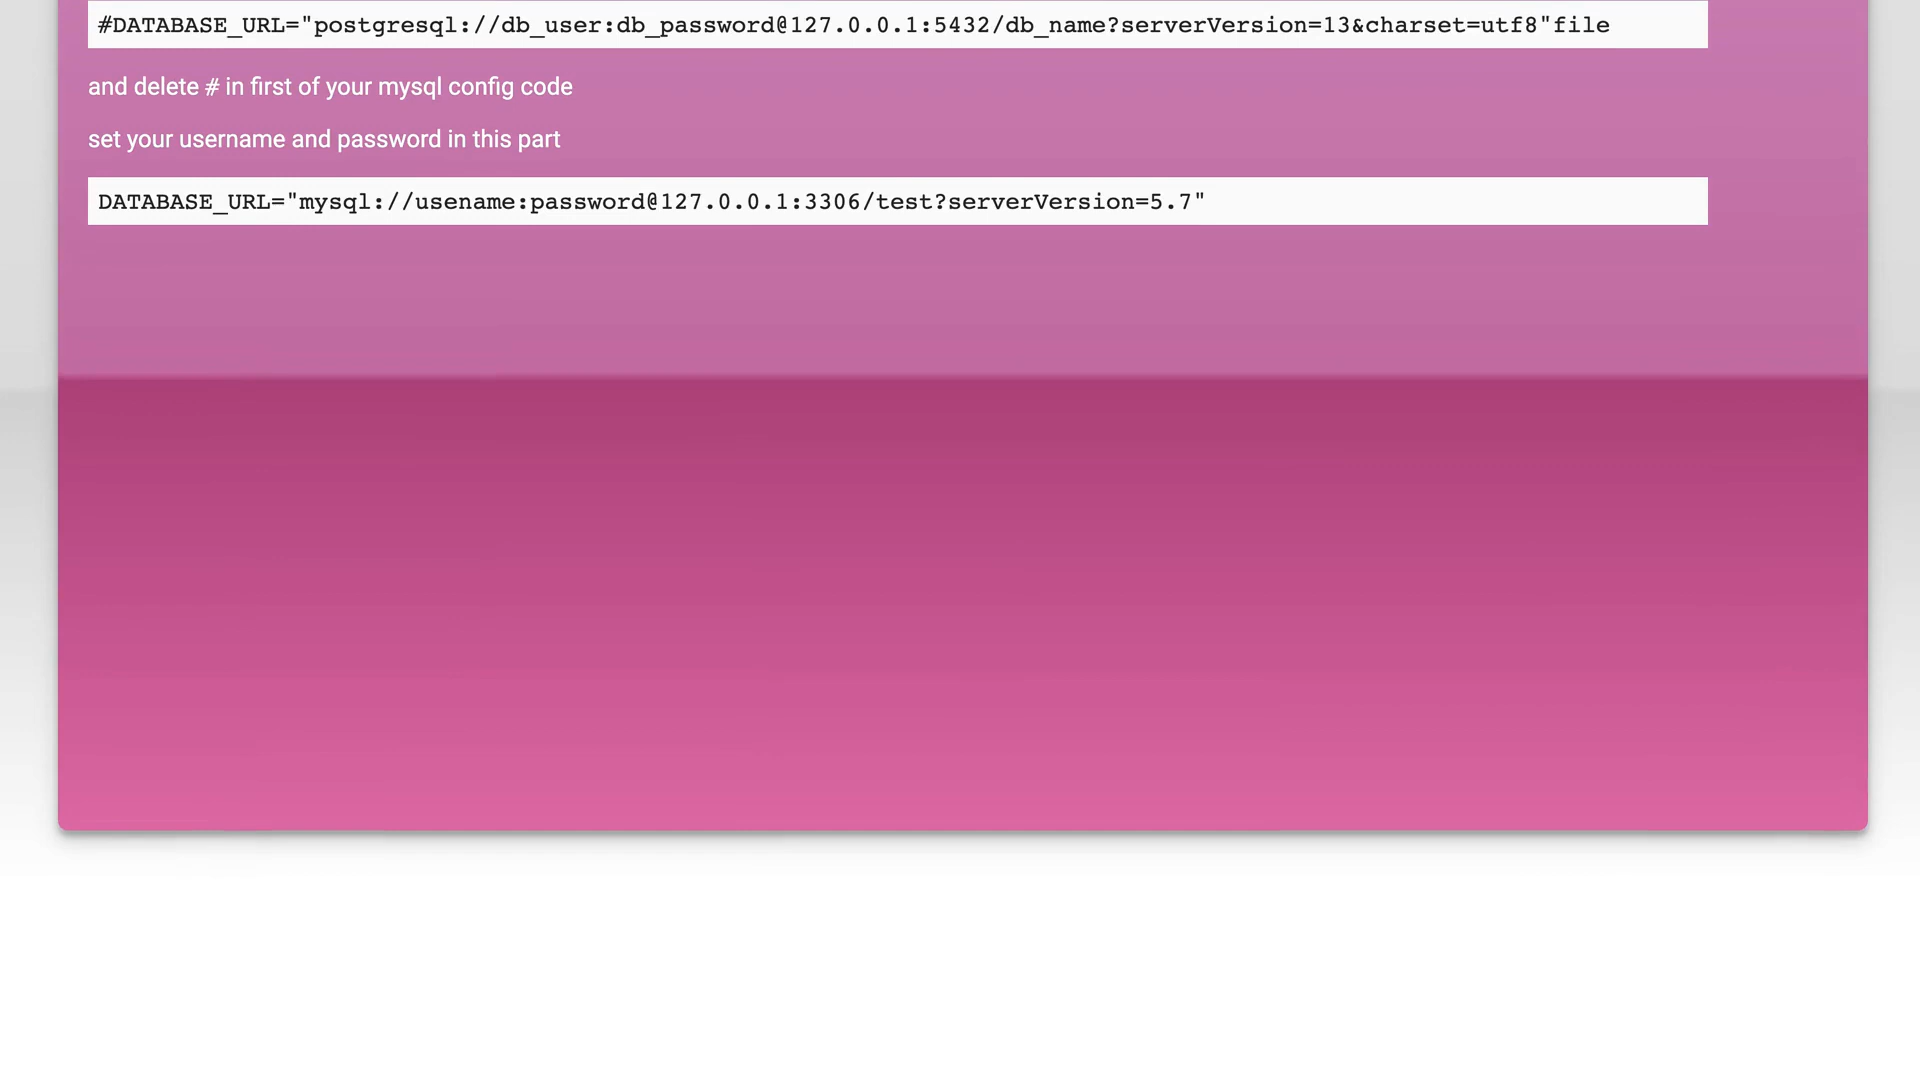 #DATABASE_URL="postgresql://db_user:db_password@127.0.0.1:5432/db_name?serverVersion=13&charset=utf8"file
and delete # in first of your mysql config code
set your username and password in this part
DATABASE_URL="mysql://usename:password@127.0.0.1:3306/test?serverVersion=5.7"